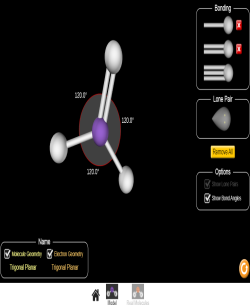 Bonding
120.0°
120.0°
120.0°
Lone Pair
Remove All
Options
Show Lone Pairs
Show Bond Angles
Name
Molecule Geometry
Electron Geometry
Trigonal Planar
Trigonal Planar
Model
Real Molecules